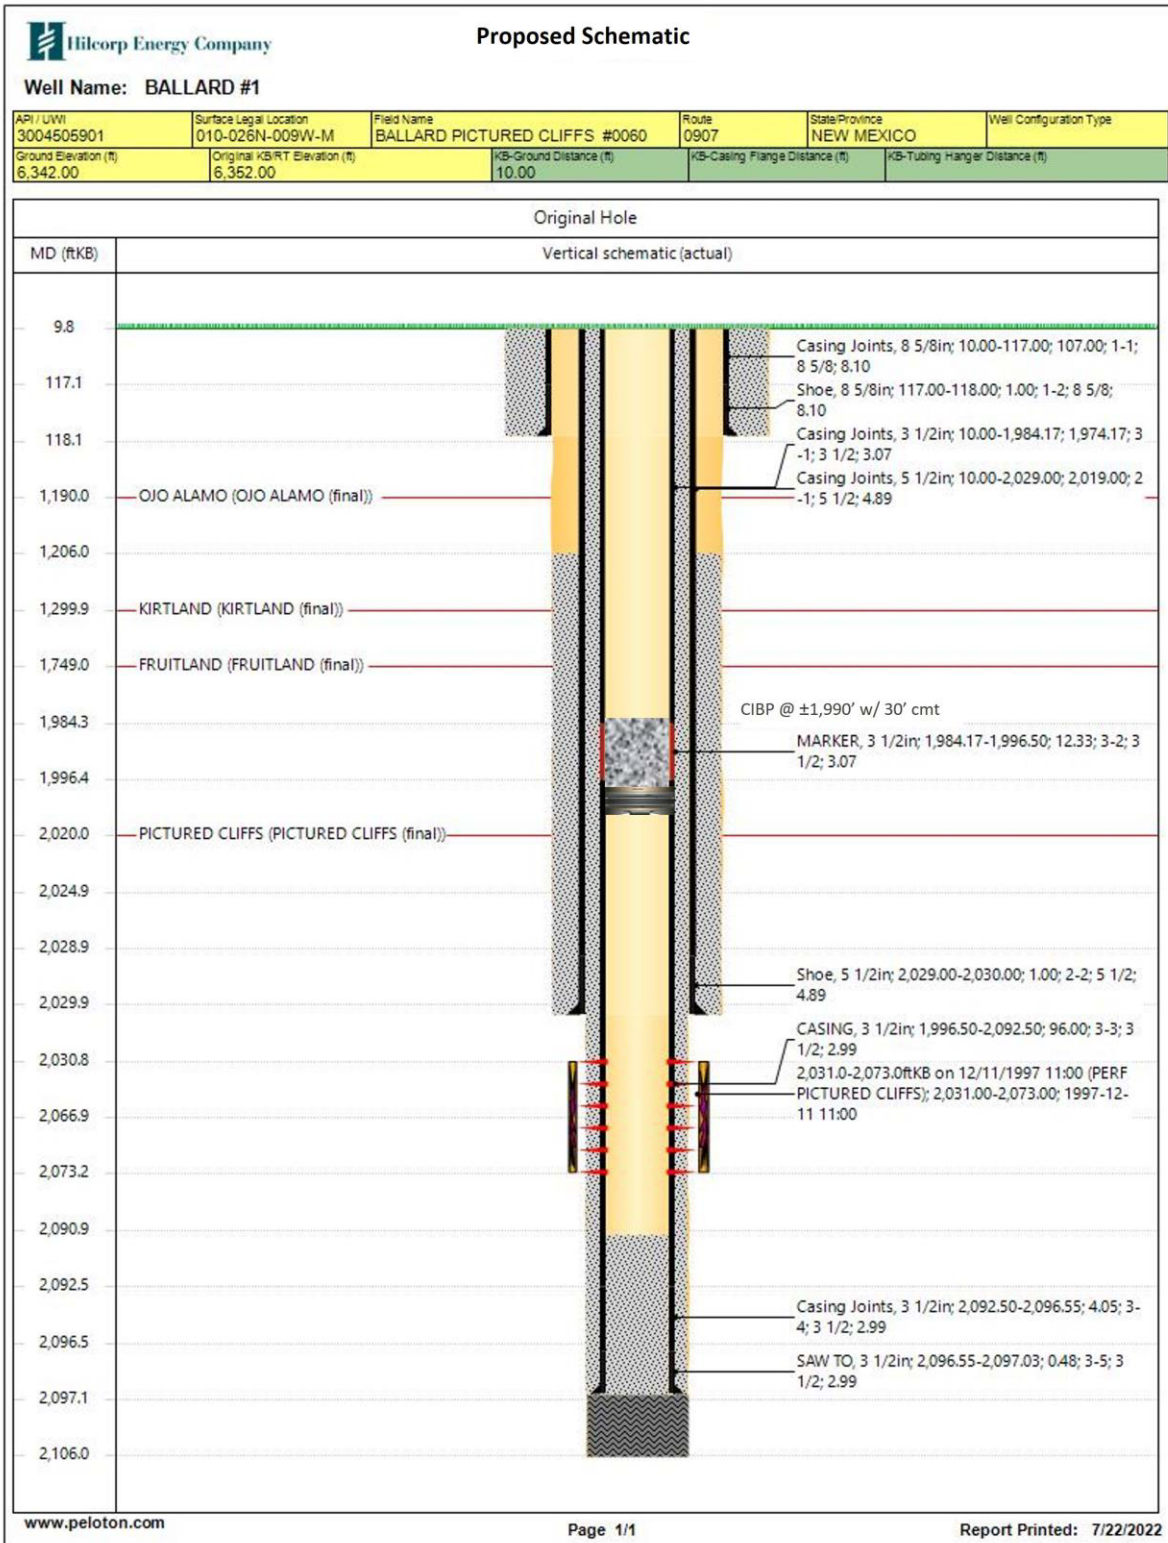 Hilcorp Energy Company
Proposed Schematic
Well Name: BALLARD #1
API / UWI
3004505901
Surface Legal Location
010-026N-009W-M
Field Name
BALLARD PICTURED CLIFFS #0060
Route
0907
State/Province
NEW MEXICO
Well Configuration Type
Ground Elevation (ft)
6,342.00
Original KB/RT Elevation (ft)
6,352.00
KB-Ground Distance (ft)
10.00
KB-Casing Flange Distance (ft)
KB-Tubing Hanger Distance (ft)
Original Hole
MD (ftKB)
Vertical schematic (actual)
9.8
Casing Joints, 8 5/8in; 10.00-117.00; 107.00; 1-1;
8 5/8; 8.10
117.1
Shoe, 8 5/8in; 117.00-118.00; 1.00; 1-2; 8 5/8;
8.10
118.1
Casing Joints, 3 1/2in; 10.00-1,984.17; 1,974.17; 3
-1; 3 1/2; 3.07
Casing Joints, 5 1/2in; 10.00-2,029.00; 2,019.00; 2
-1; 5 1/2; 4.89
1,190.0
OJO ALAMO (OJO ALAMO (final))
1,206.0
1,299.9
KIRTLAND (KIRTLAND (final))
1,749.0
FRUITLAND (FRUITLAND (final))
CIBP @ ±1,990' w/ 30' cmt
1,984.3
MARKER, 3 1/2in; 1,984.17-1,996.50; 12.33; 3-2; 3
1/2; 3.07
1,996.4
2,020.0
PICTURED CLIFFS (PICTURED CLIFFS (final))
2,024.9
2,028.9
Shoe, 5 1/2in; 2,029.00-2,030.00; 1.00; 2-2; 5 1/2;
4.89
2,029.9
CASING, 3 1/2in; 1,996.50-2,092.50; 96.00; 3-3; 3
1/2; 2.99
2,030.8
2,031.0-2,073.0ftKB on 12/11/1997 11:00 (PERF
PICTURED CLIFFS); 2,031.00-2,073.00; 1997-12-
11 11:00
2,066.9
2,073.2
2,090.9
2,092.5
Casing Joints, 3 1/2in; 2,092.50-2,096.55; 4.05; 3-
4; 3 1/2; 2.99
2,096.5
SAW TO, 3 1/2in; 2,096.55-2,097.03; 0.48; 3-5; 3
1/2; 2.99
2,097.1
2,106.0
www.peloton.com
Page 1/1
Report Printed: 7/22/2022